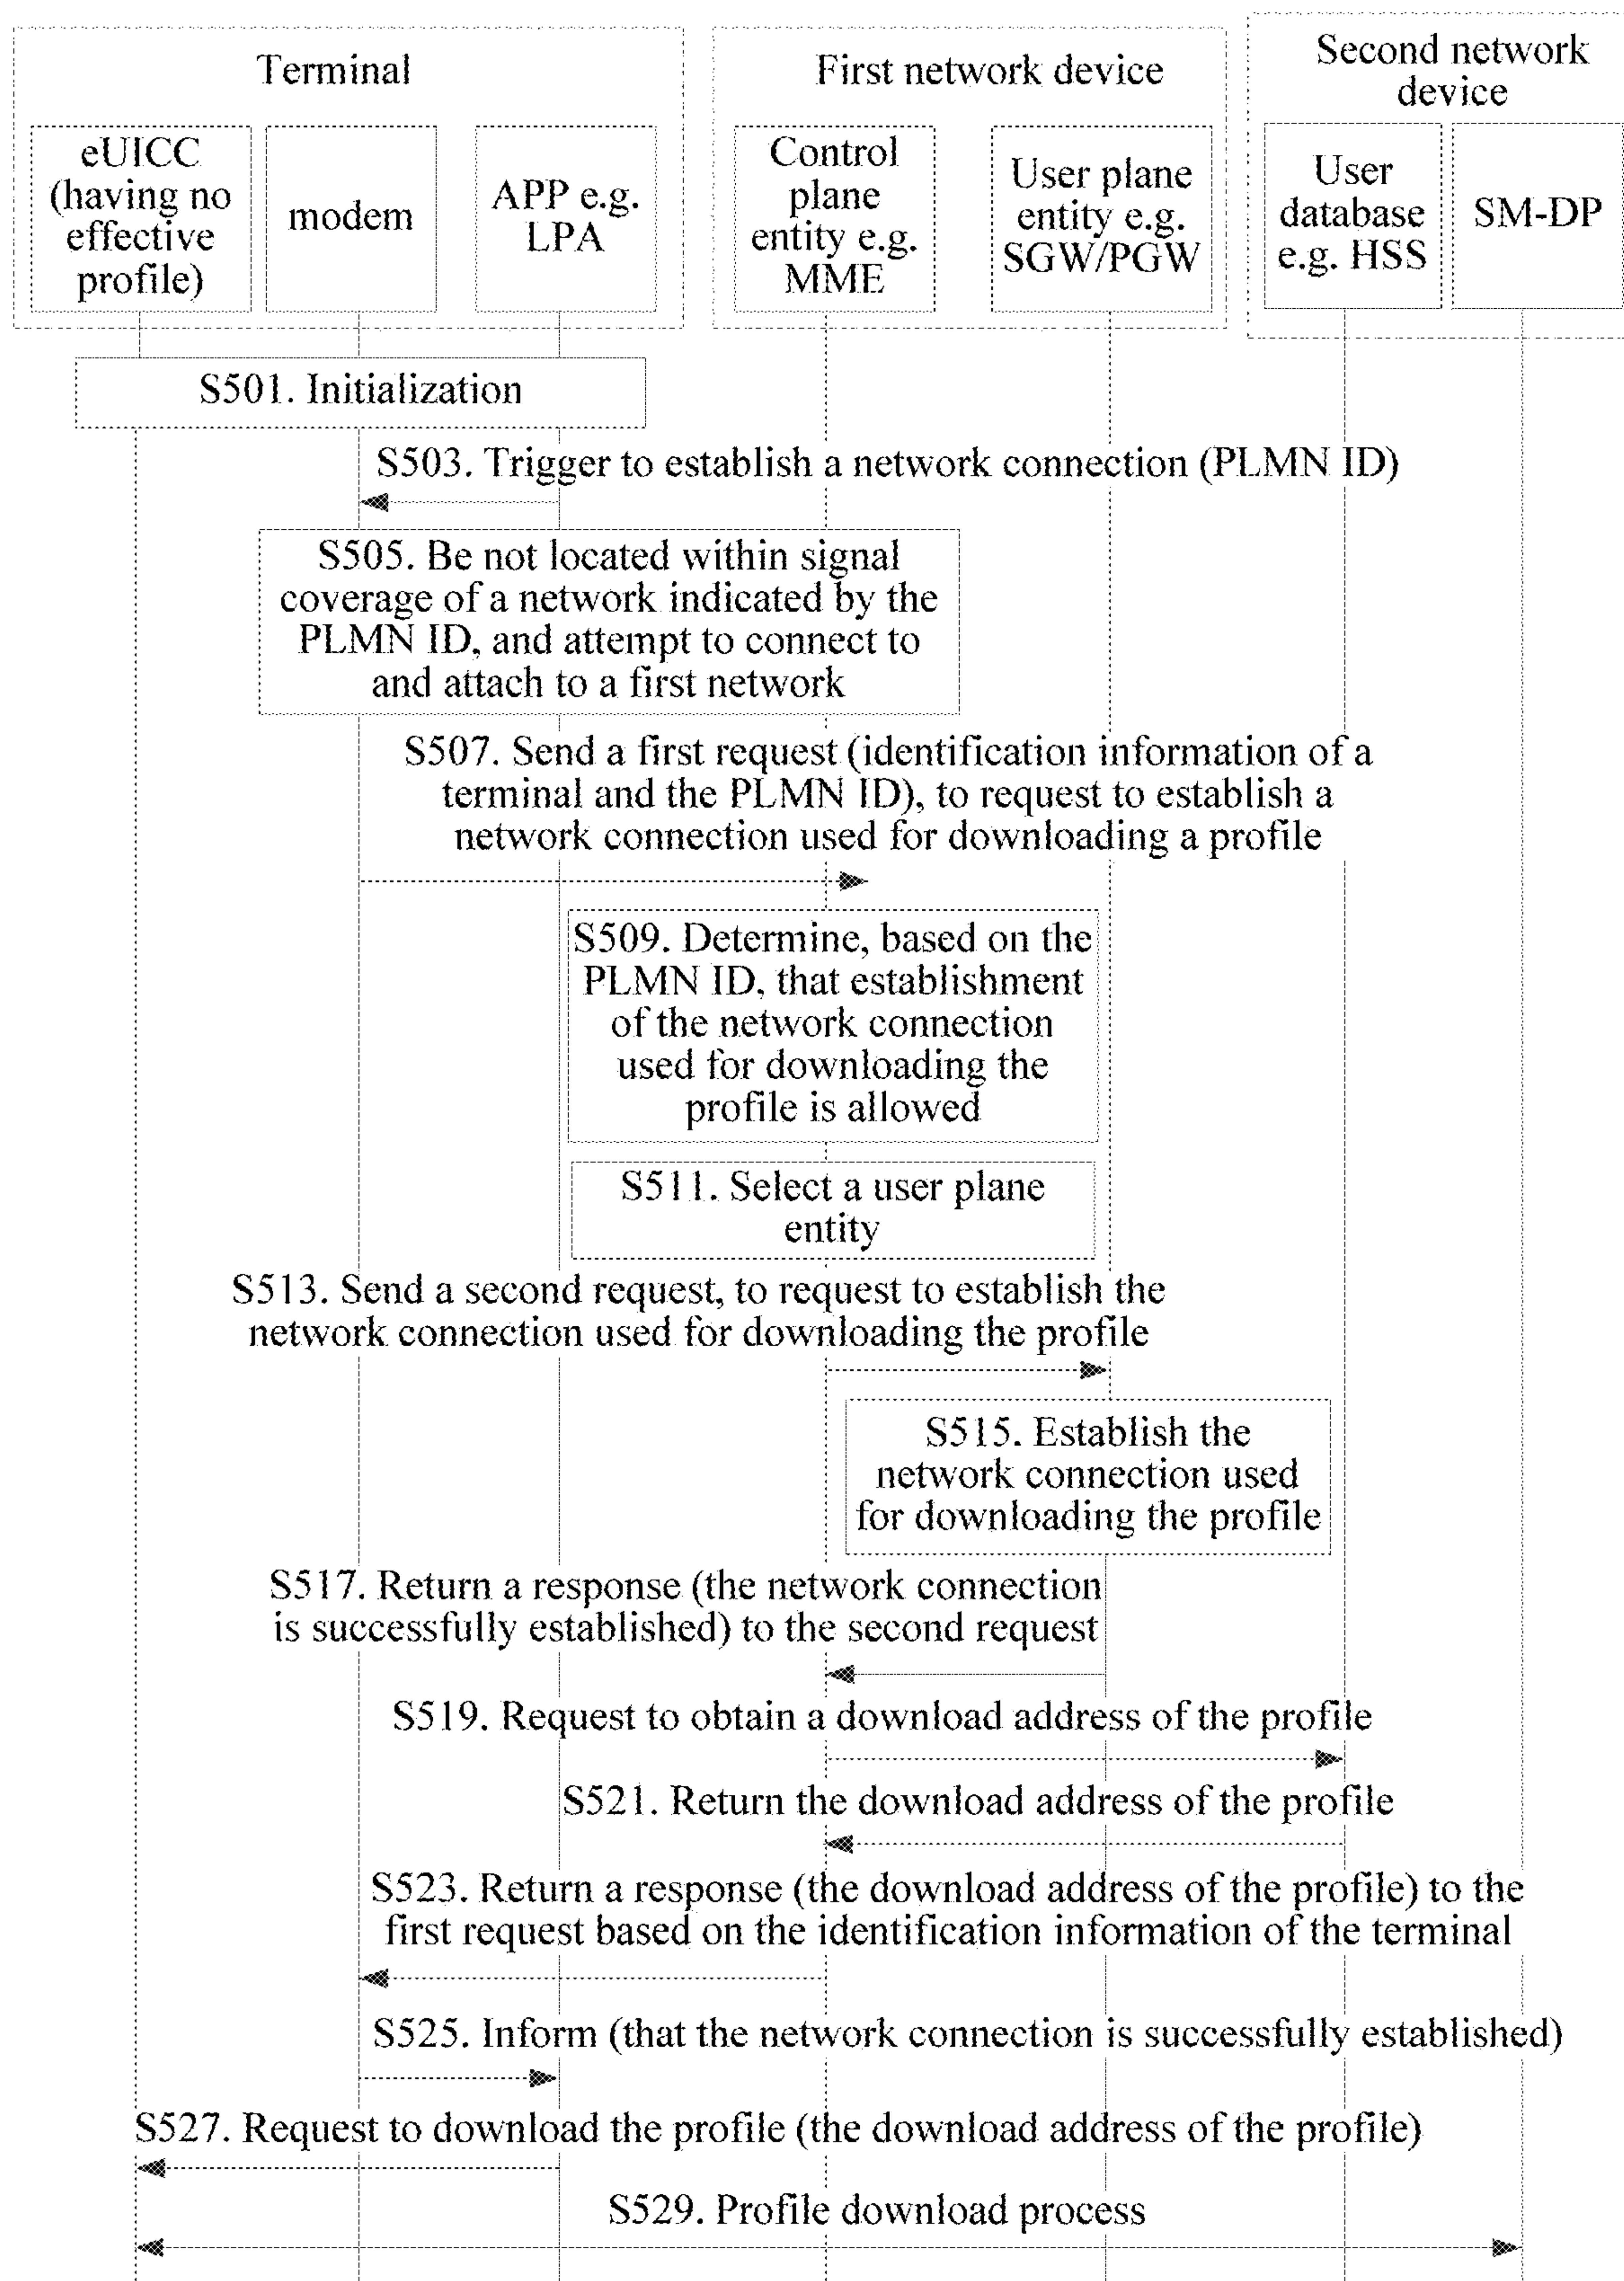 Terminal
First network device
Second network
device
eUICC
(having no
effective
profile)
modem
APP e.g.
LPA
Control
plane
entity e.g.
MME
User plane
entity e.g.
SGW/PGW
User
database
e.g. HSS
SM-DP
S501. Initialization
S503. Trigger to establish a network connection (PLMN ID)
S505. Be not located within signal
coverage of a network indicated by the
PLMN ID, and attempt to connect to
and attach to a first network
S507. Send a first request (identification information of a
terminal and the PLMN ID), to request to establish a
network connection used for downloading a profile
S509. Determine, based on the
PLMN ID, that establishment
of the network connection
used for downloading the
profile is allowed
S511. Select a user plane
entity
S513. Send a second request, to request to establish the
network connection used for downloading the profile
S515. Establish the
network connection used
for downloading the profile
S517. Return a response (the network connection
is successfully established) to the second request
S519. Request to obtain a download address of the profile
S521. Return the download address of the profile
S523. Return a response (the download address of the profile) to the
first request based on the identification information of the terminal
S525. Inform (that the network connection is successfully established)
S527. Request to download the profile (the download address of the profile)
S529. Profile download process